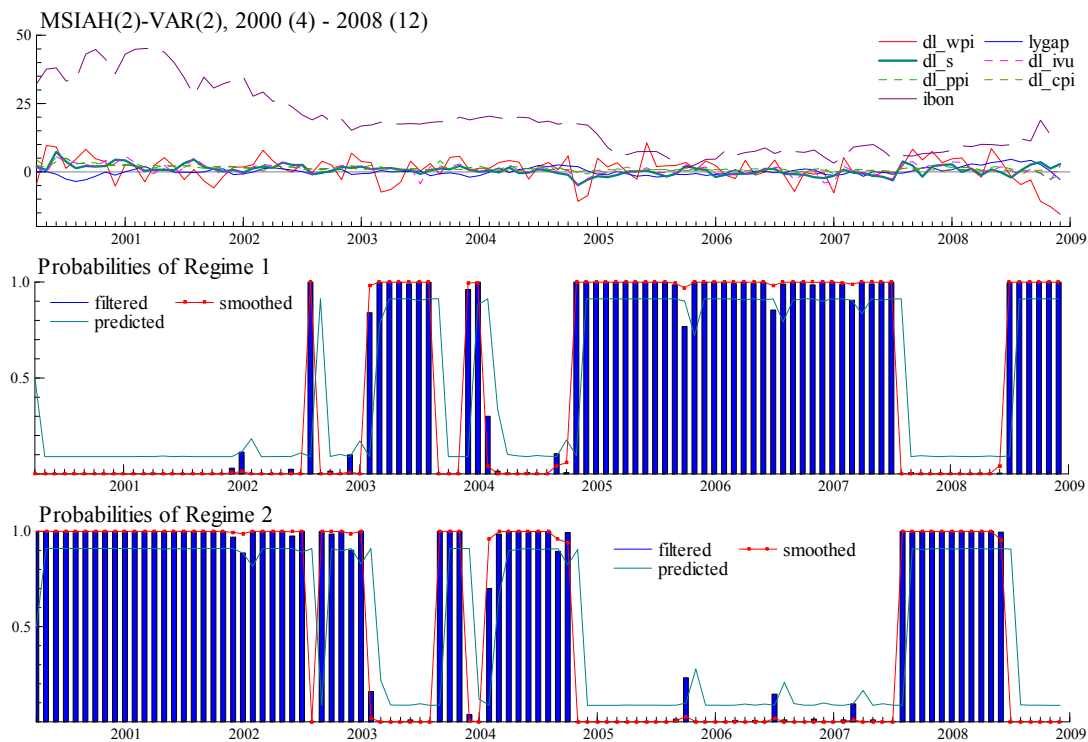 MSIAH(2)-VAR(2), 2000 (4) - 2008 (12)
50
25
0
dl_wpi lygap
dl_s dl_ivu
dl_ppi dl_cpi
ibon
2001 2002 2003 2004 2005 2006 2007 2008 2009
Probabilities of Regime 1
1.0
0.5
filtered smoothed
predicted
2001 2002 2003 2004 2005 2006 2007 2008 2009
Probabilities of Regime 2
1.0
0.5
filtered smoothed
predicted
2001 2002 2003 2004 2005 2006 2007 2008 2009